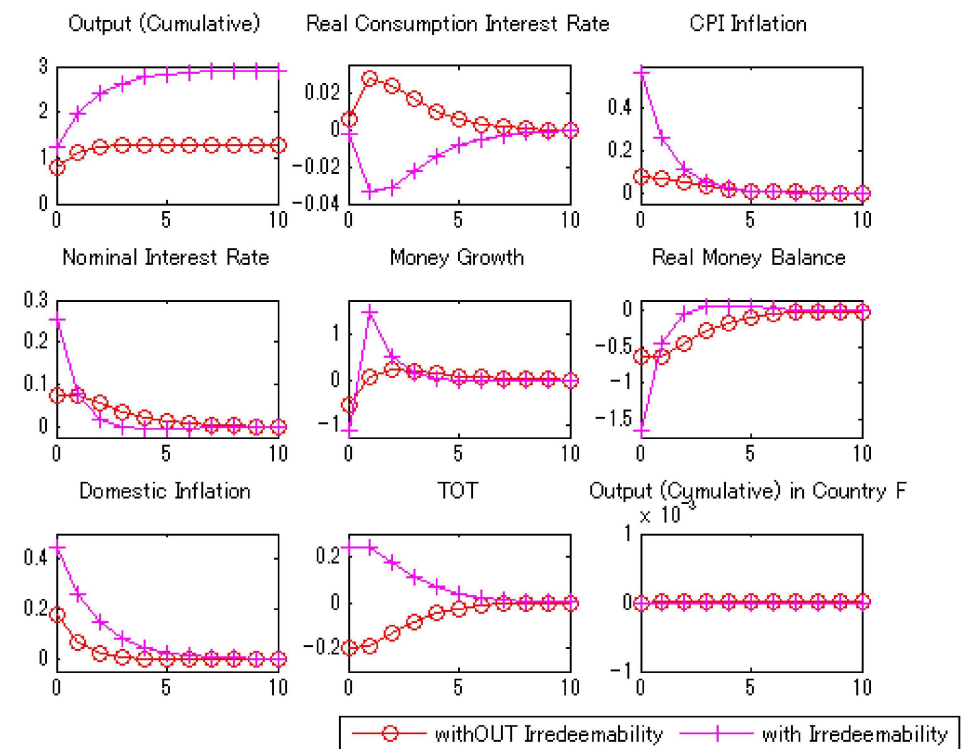 Output (Cumulative)
Real Consumption Interest Rate
CPI Inflation
3
2
1
0
0 5 10
0.02
0
−0.02
−0.04
0 5 10
0.4
0.2
0
0 5 10
Nominal Interest Rate
Money Growth
Real Money Balance
0.3
0.2
0.1
0
0 5 10
1
0
−1
0 5 10
0
−0.5
−1
−1.5
0 5 10
Domestic Inflation
TOT
Output (Cumulative) in Country F
0.4
0.2
0
0 5 10
0.2
0
−0.2
0 5 10
x 10⁻³
1
0
−1
0 5 10
withOUT Irredeemability
with Irredeemability